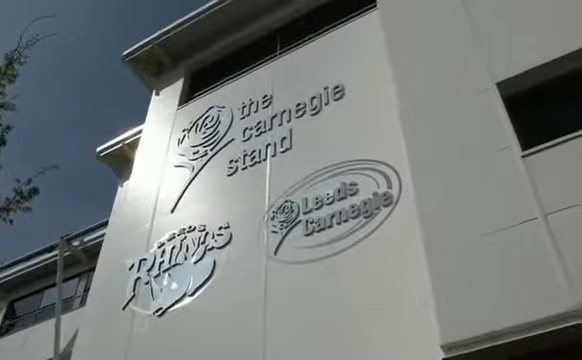 the
carnegie
stand
Leeds
Carnegie
LEEDS
RHINOS